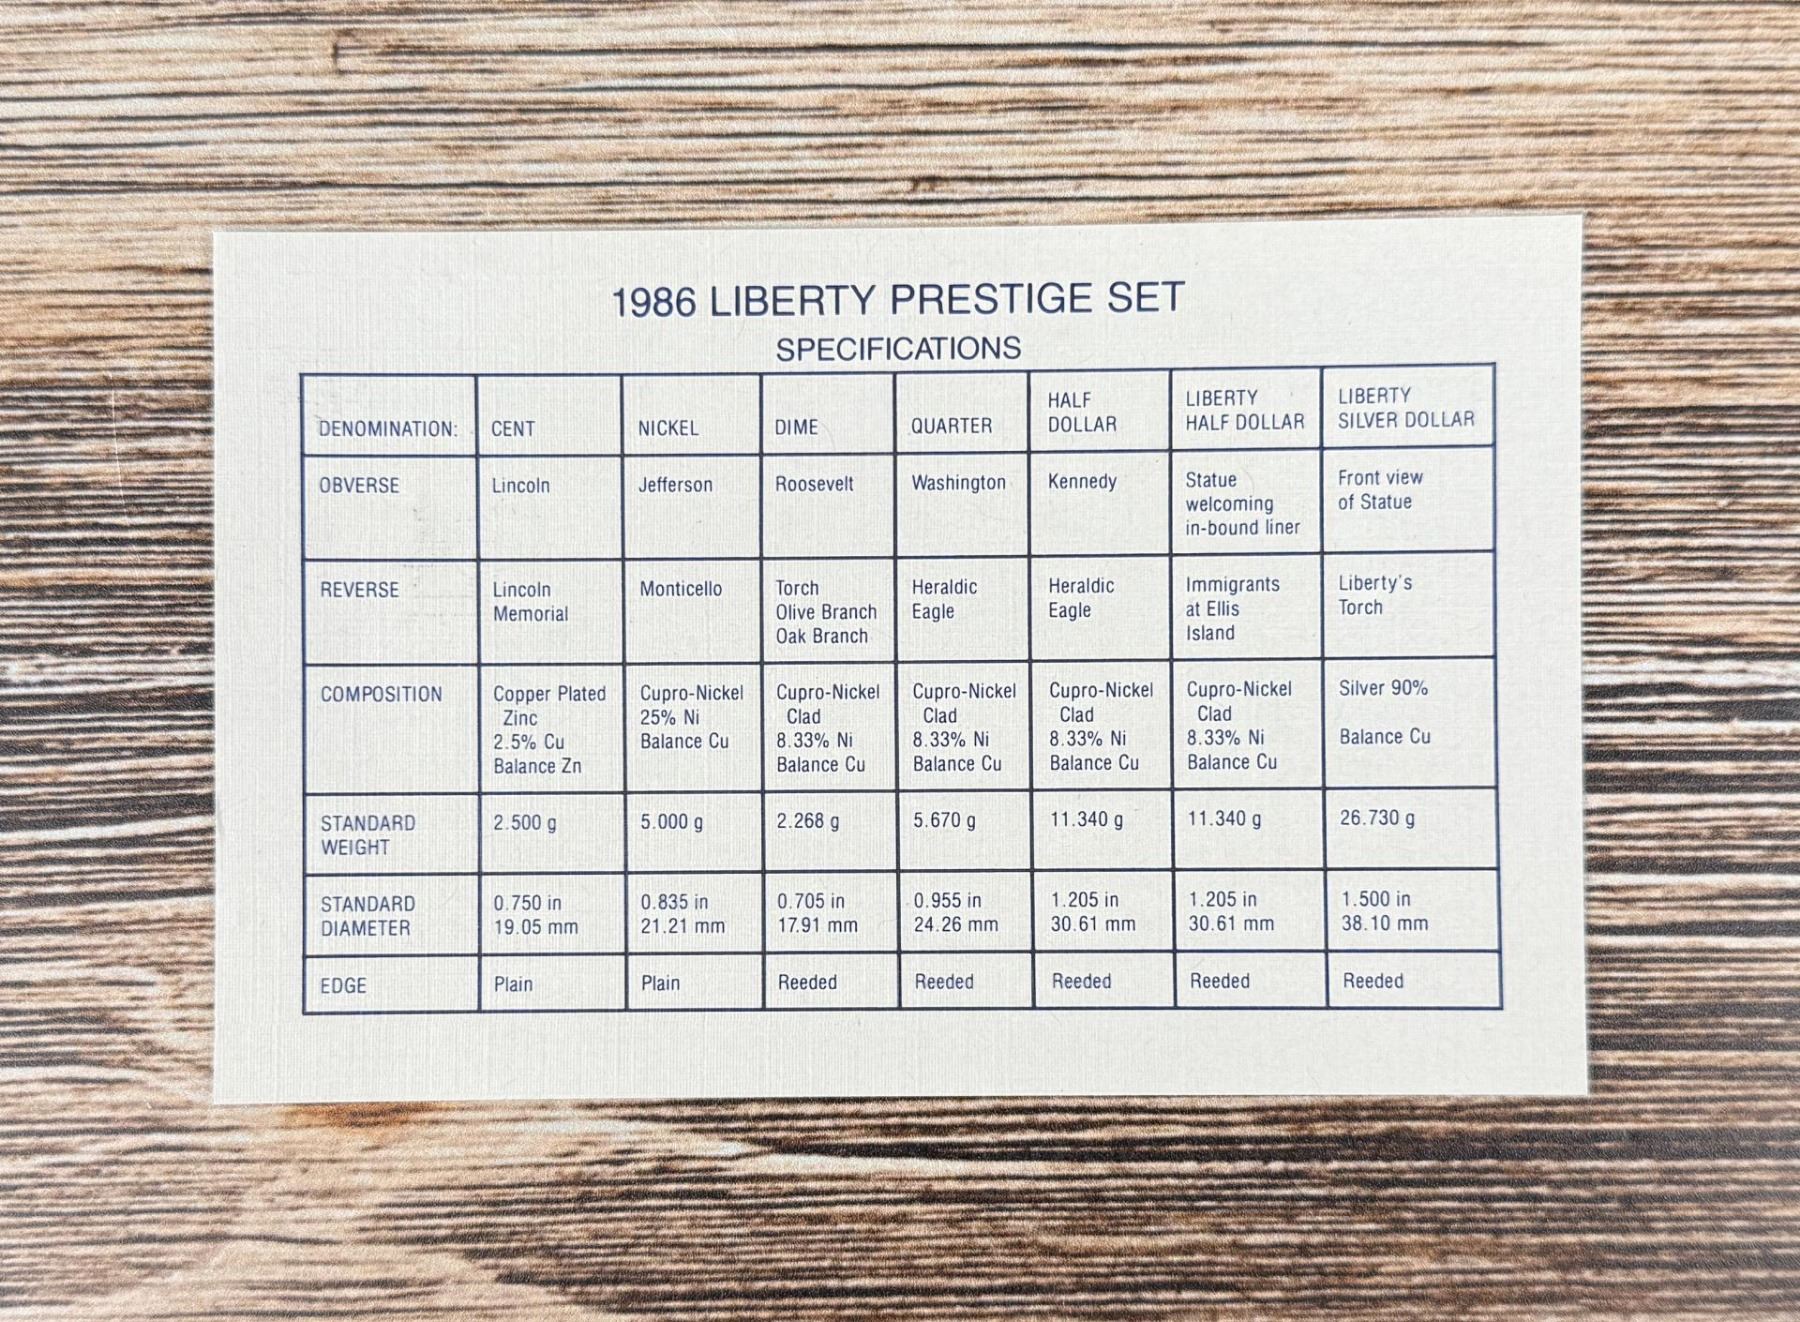 1986 LIBERTY PRESTIGE SET
SPECIFICATIONS
DENOMINATION: CENT NICKEL DIME QUARTER HALF DOLLAR LIBERTY HALF DOLLAR LIBERTY SILVER DOLLAR
OBVERSE Lincoln Jefferson Roosevelt Washington Kennedy Statue welcoming in-bound liner Front view of Statue
REVERSE Lincoln Memorial Monticello Torch Olive Branch Oak Branch Heraldic Eagle Heraldic Eagle Immigrants at Ellis Island Liberty's Torch
COMPOSITION Copper Plated Zinc 2.5% Cu Balance Zn Cupro-Nickel 25% Ni Balance Cu Cupro-Nickel Clad 8.33% Ni Balance Cu Cupro-Nickel Clad 8.33% Ni Balance Cu Cupro-Nickel Clad 8.33% Ni Balance Cu Cupro-Nickel Clad 8.33% Ni Balance Cu Silver 90% Balance Cu
STANDARD WEIGHT 2.500 g 5.000 g 2.268 g 5.670 g 11.340 g 11.340 g 26.730 g
STANDARD DIAMETER 0.750 in 19.05 mm 0.835 in 21.21 mm 0.705 in 17.91 mm 0.955 in 24.26 mm 1.205 in 30.61 mm 1.205 in 30.61 mm 1.500 in 38.10 mm
EDGE Plain Plain Reeded Reeded Reeded Reeded Reeded